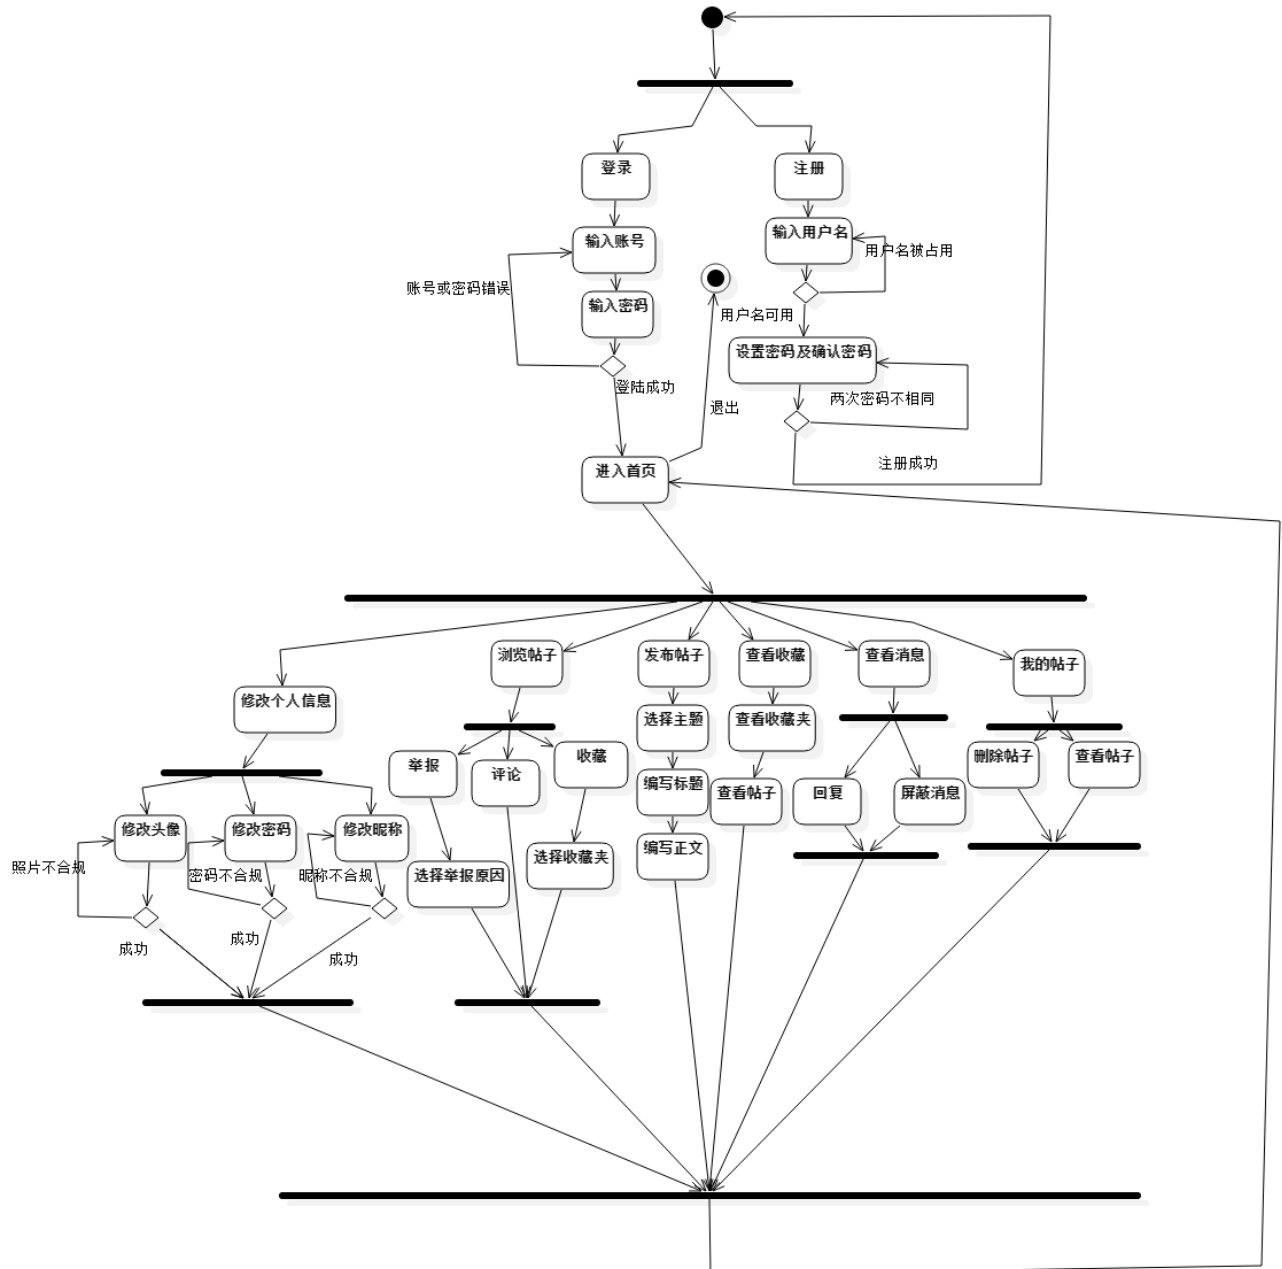 登录
注册
输入账号
输入用户名
用户名被占用
账号或密码错误
输入密码
用户名可用
设置密码及确认密码
登陆成功
两次密码不相同
退出
注册成功
进入首页
修改个人信息
浏览帖子
发布帖子
查看收藏
查看消息
我的帖子
选择主题
查看收藏夹
举报
评论
收藏
编写标题
查看帖子
回复
屏蔽消息
删除帖子
查看帖子
修改头像
修改密码
修改昵称
编写正文
选择收藏夹
照片不合规
密码不合规
昵称不合规
选择举报原因
成功
成功
成功